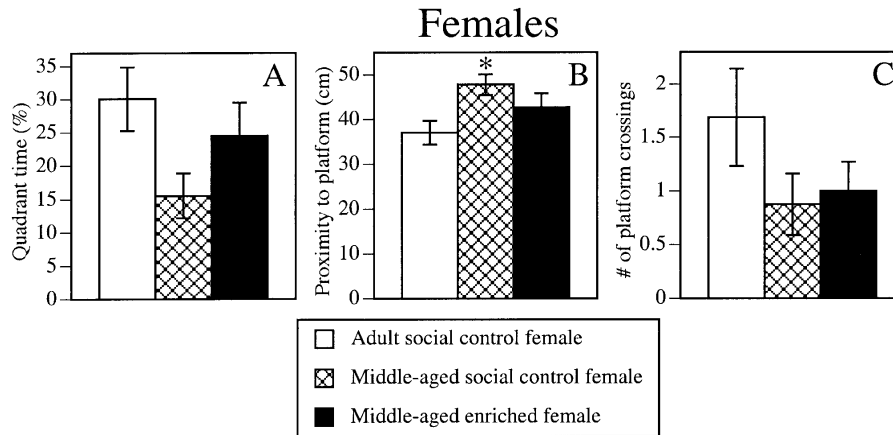 Females
A
Quadrant time (%)
35
30
25
20
15
10
5
0
B
*
Proximity to platform (cm)
50
40
30
20
10
0
C
# of platform crossings
2
1.5
1
0.5
0
Adult social control female
Middle-aged social control female
Middle-aged enriched female